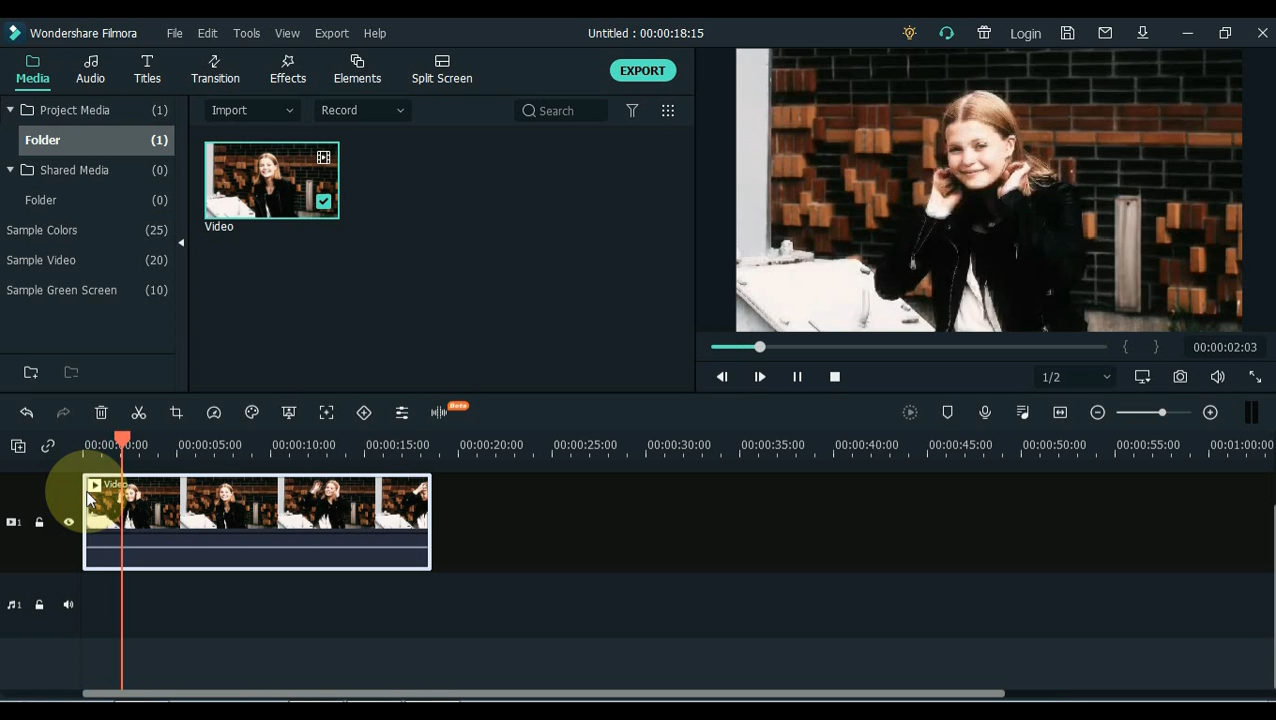 Wondershare Filmora File Edit Tools View Export Help Untitled : 00:00:18:15 Login
Media Audio Titles Transition Effects Elements Split Screen EXPORT
Project Media (1) Import Record Search
Folder (1)
Shared Media (0)
Folder (0)
Sample Colors (25) Video
Sample Video (20)
Sample Green Screen (10)
00:00:02:03
1/2
Beta
00:00:00:00 00:00:05:00 00:00:10:00 00:00:15:00 00:00:20:00 00:00:25:00 00:00:30:00 00:00:35:00 00:00:40:00 00:00:45:00 00:00:50:00 00:00:55:00 00:01:00:00
Video
1
1